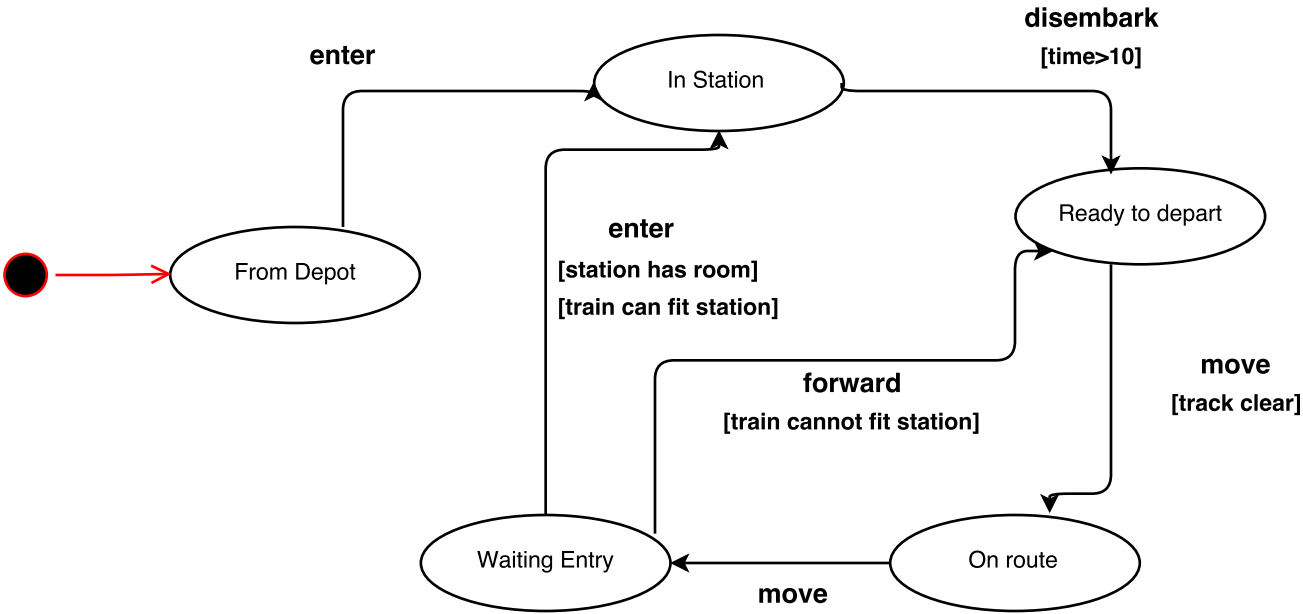 disembark
[time>10]
enter
In Station
Ready to depart
enter
[station has room]
[train can fit station]
From Depot
move
[track clear]
forward
[train cannot fit station]
Waiting Entry
On route
move